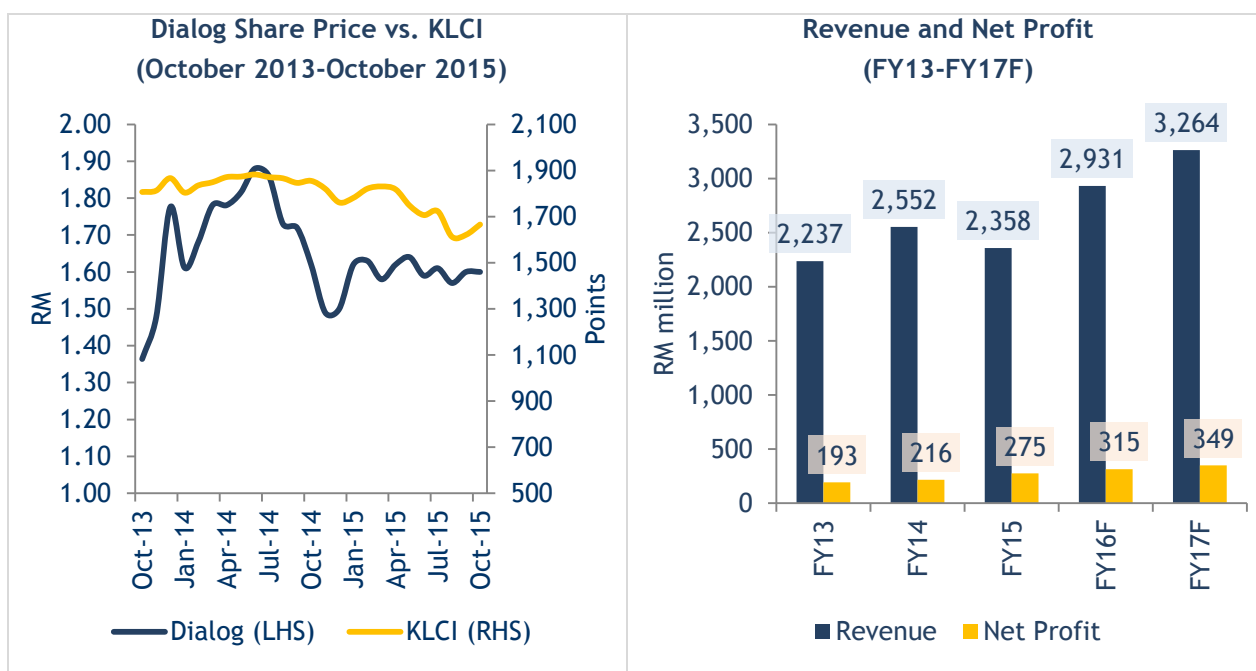 Dialog Share Price vs. KLCI
(October 2013-October 2015)
RM
2.00
1.90
1.80
1.70
1.60
1.50
1.40
1.30
1.20
1.10
1.00
2,100
1,900
1,700
1,500
1,300
1,100
900
700
500
Points
Oct-13
Jan-14
Apr-14
Jul-14
Oct-14
Jan-15
Apr-15
Jul-15
Oct-15
Dialog (LHS)
KLCI (RHS)
Revenue and Net Profit
(FY13-FY17F)
RM million
3,500
3,000
2,500
2,000
1,500
1,000
500
0
2,237
2,552
2,358
2,931
3,264
193
216
275
315
349
FY13
FY14
FY15
FY16F
FY17F
Revenue
Net Profit